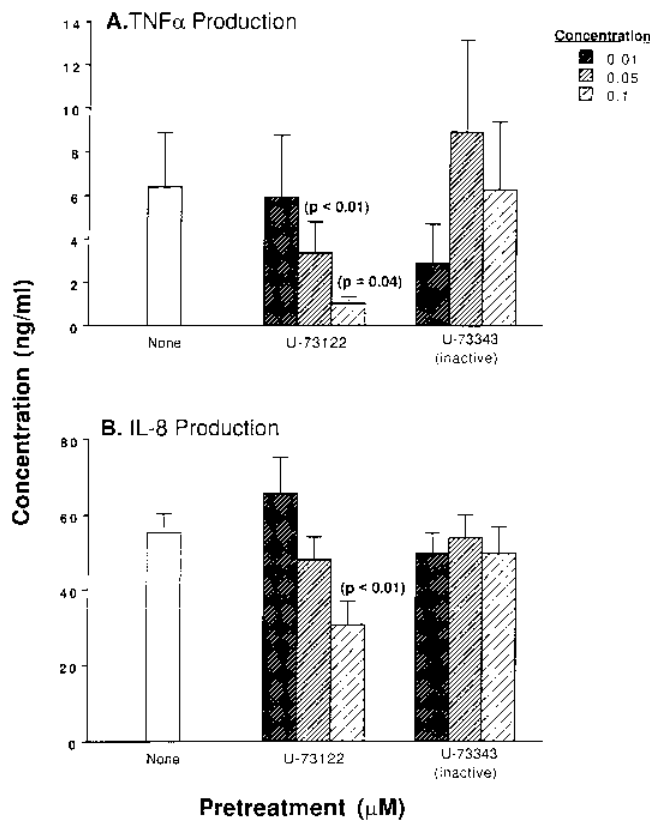 A. TNFα Production
Concentration
0.01
0.05
0.1
14
12
10
8
6
4
2
0
(p < 0.01)
(p = 0.04)
None
U-73122
U-73343
(inactive)
Concentration (ng/ml)
B. IL-8 Production
80
60
40
20
0
(p < 0.01)
None
U-73122
U-73343
(inactive)
Pretreatment (μM)